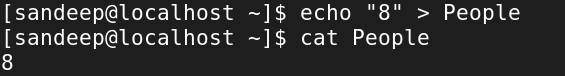 [sandeep@localhost ~]$ echo "8" > People
[sandeep@localhost ~]$ cat People
8